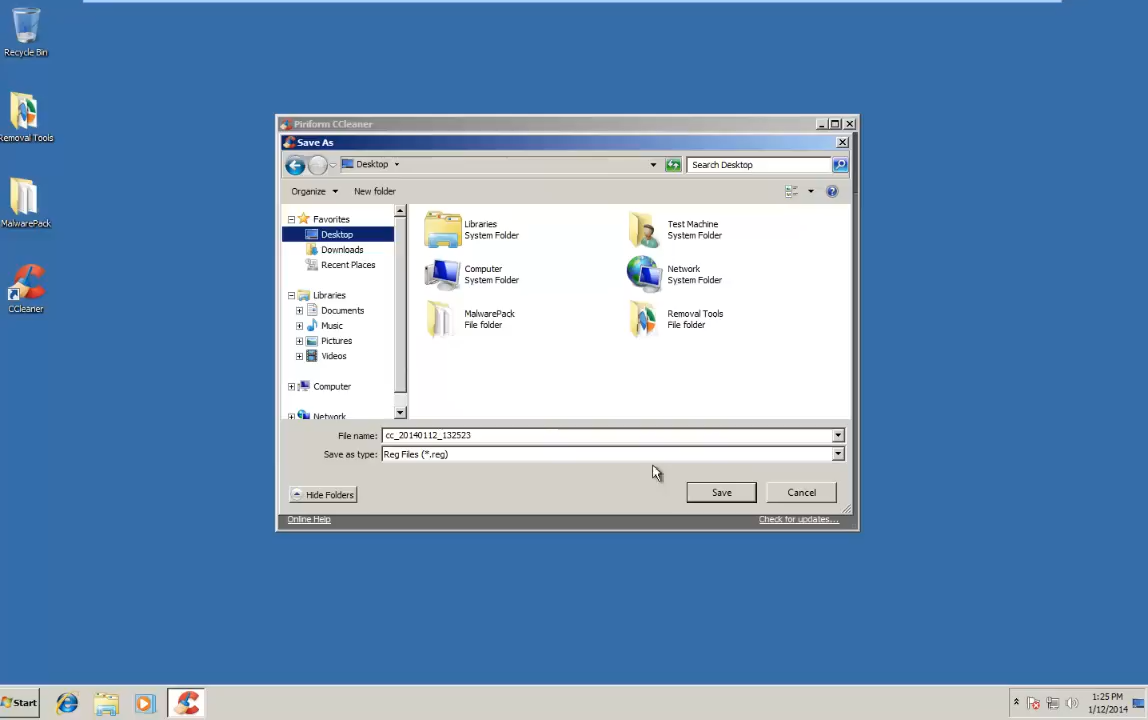 Recycle Bin
Removal Tools
MalwarePack
CCleaner
Piriform CCleaner
Save As
Desktop
Search Desktop
Organize
New folder
Favorites
Desktop
Downloads
Recent Places
Libraries
Documents
Music
Pictures
Videos
Computer
Network
Libraries
System Folder
Test Machine
System Folder
Computer
System Folder
Network
System Folder
MalwarePack
File folder
Removal Tools
File folder
File name: cc_20140112_132523
Save as type: Reg Files (*.reg)
Hide Folders
Save
Cancel
Online Help
Check for updates...
Start
1:25 PM
1/12/2014